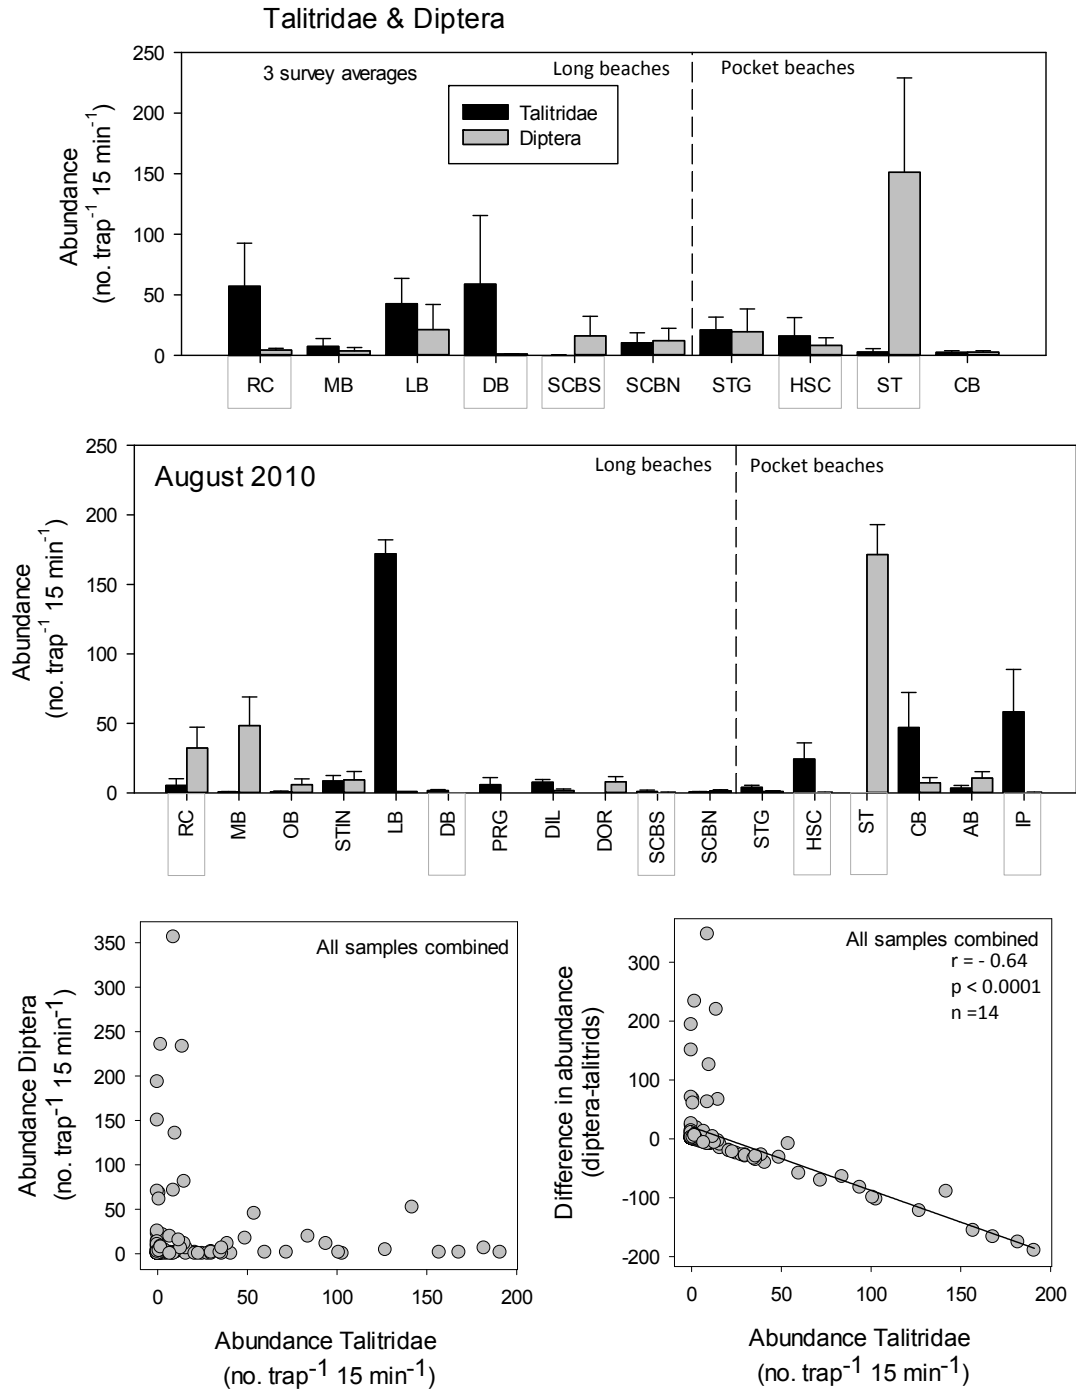 Talitridae & Diptera
250
200
150
100
50
0
Abundance
(no. trap-1 15 min-1)
3 survey averages
Long beaches
Pocket beaches
Talitridae
Diptera
RC MB LB DB SCBS SCBN STG HSC ST CB
250
200
150
100
50
0
Abundance
(no. trap-1 15 min-1)
August 2010
Long beaches
Pocket beaches
RC MB OB STIN LB DB PRG DIL DOR SCBS SCBN STG HSC ST CB AB IP
350
300
250
200
150
100
50
0
Abundance Diptera
(no. trap-1 15 min-1)
All samples combined
0 50 100 150 200
Abundance Talitridae
(no. trap-1 15 min-1)
300
200
100
0
-100
-200
Difference in abundance
(diptera-talitrids)
All samples combined
r = - 0.64
p < 0.0001
n =14
0 50 100 150 200
Abundance Talitridae
(no. trap-1 15 min-1)